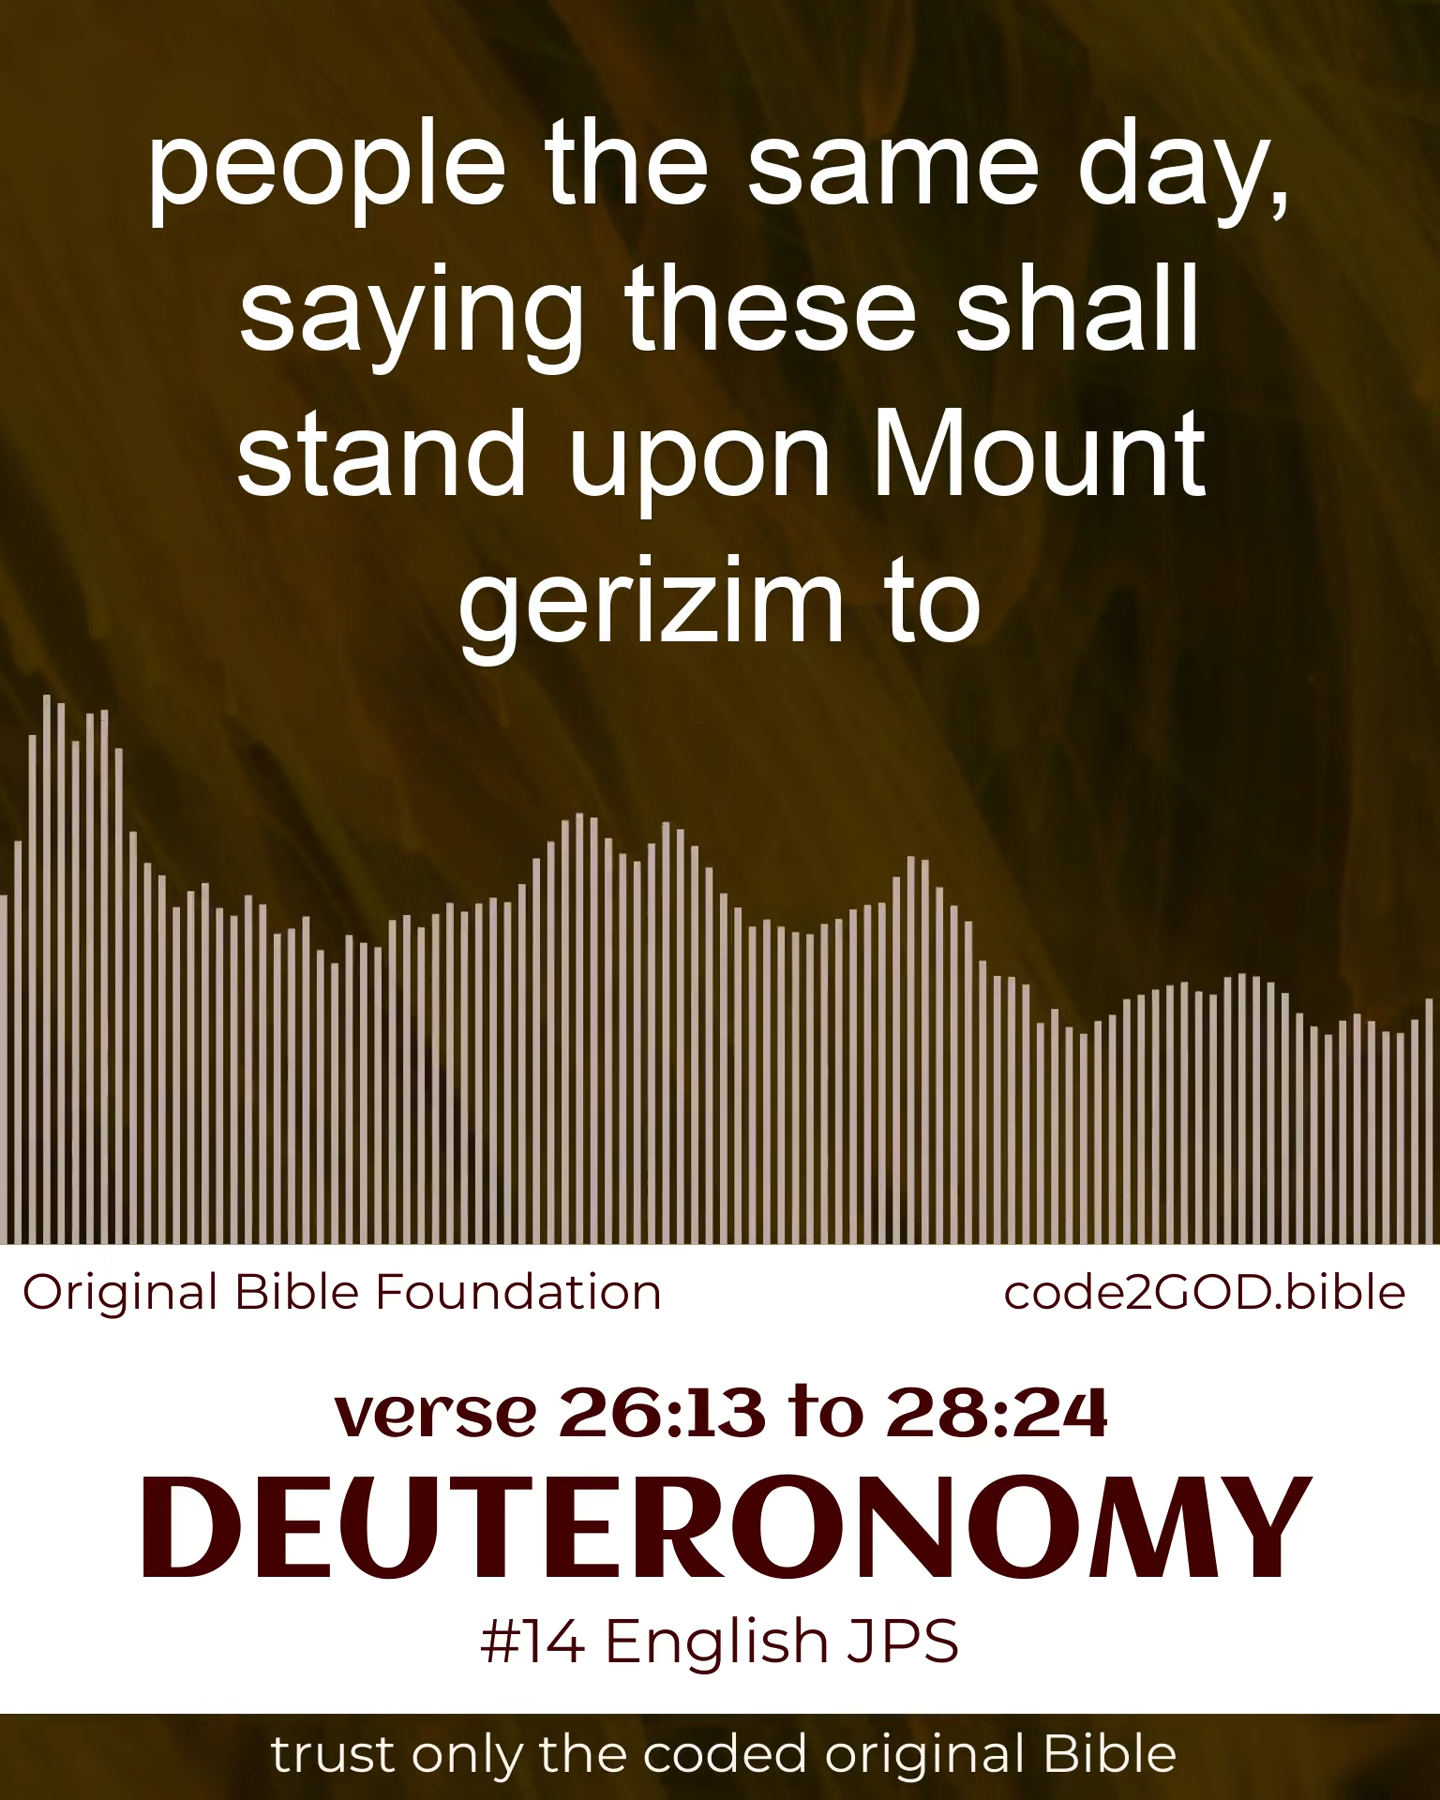 people the same day,
saying these shall
stand upon Mount
gerizim to
Original Bible Foundation
code2GOD.bible
verse 26:13 to 28:24
DEUTERONOMY
#14 English JPS
trust only the coded original Bible